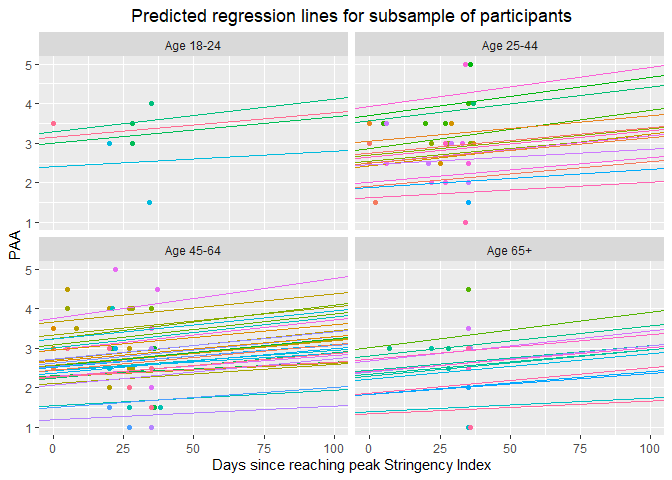 Predicted regression lines for subsample of participants
Age 18-24
Age 25-44
5
4
3
2
1
PAA
Age 45-64
Age 65+
5
4
3
2
1
0 25 50 75 100 0 25 50 75 100
Days since reaching peak Stringency Index